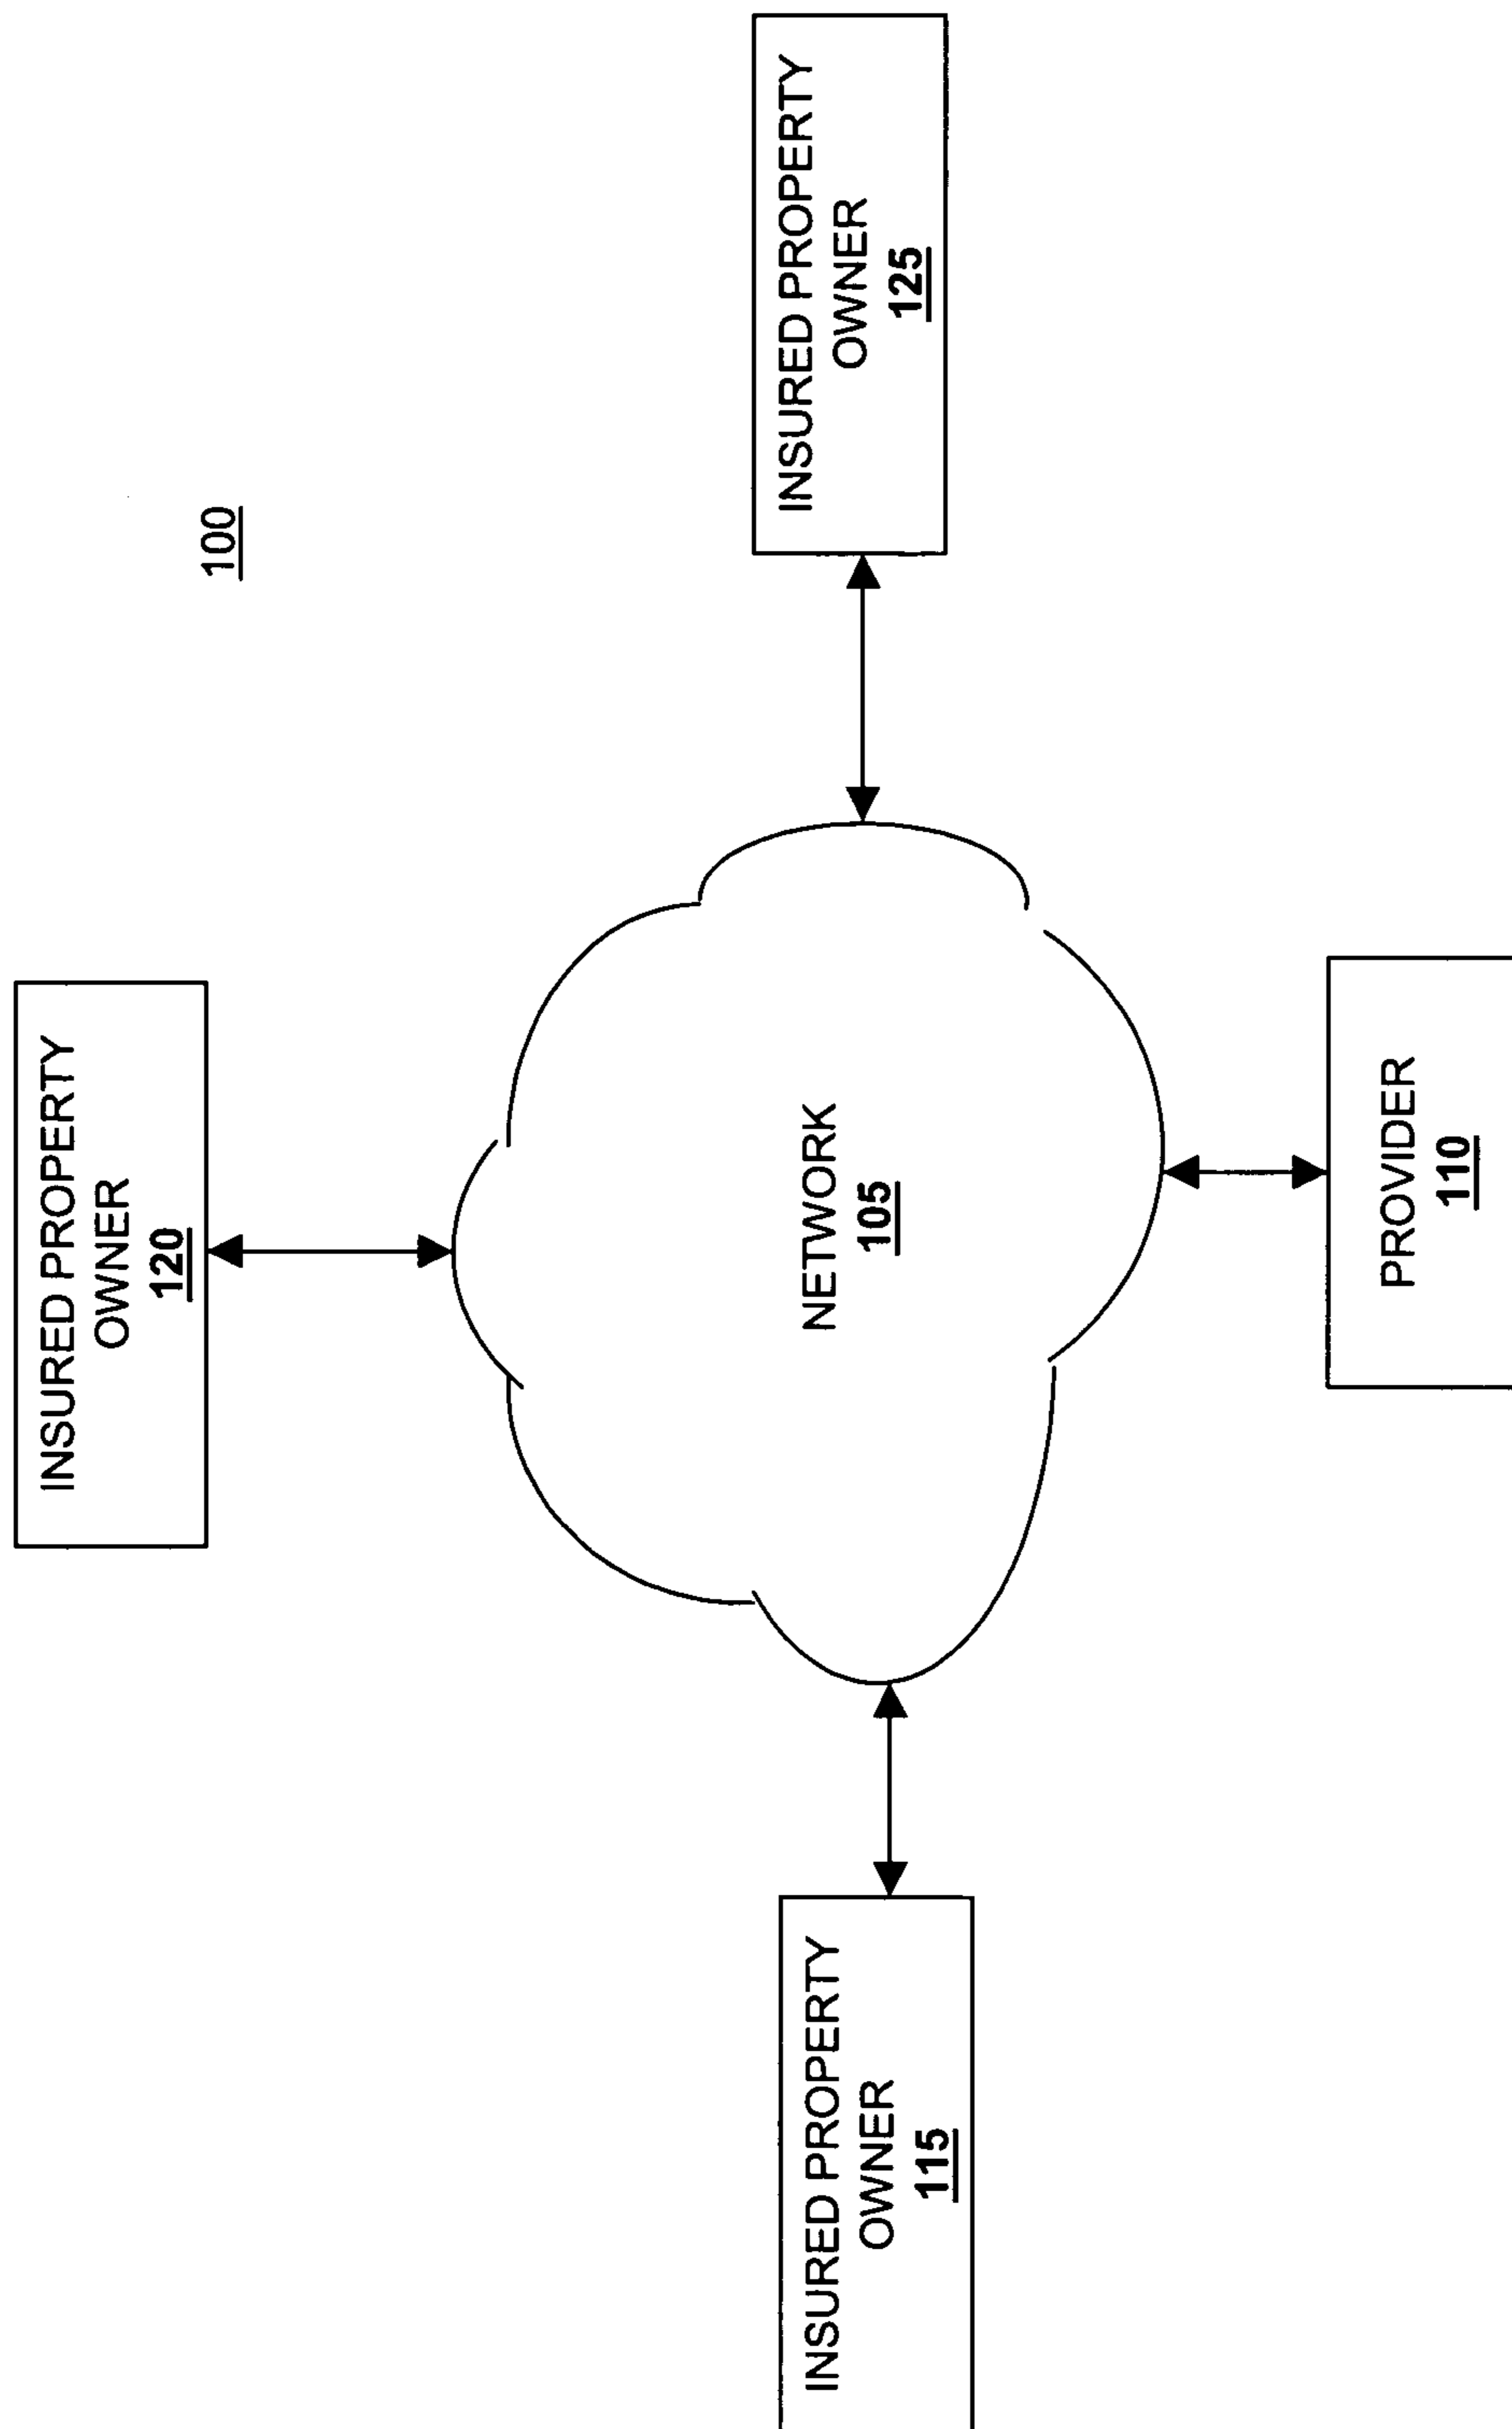 100
INSURED PROPERTY
OWNER
120
INSURED PROPERTY
OWNER
115
NETWORK
105
INSURED PROPERTY
OWNER
125
PROVIDER
110